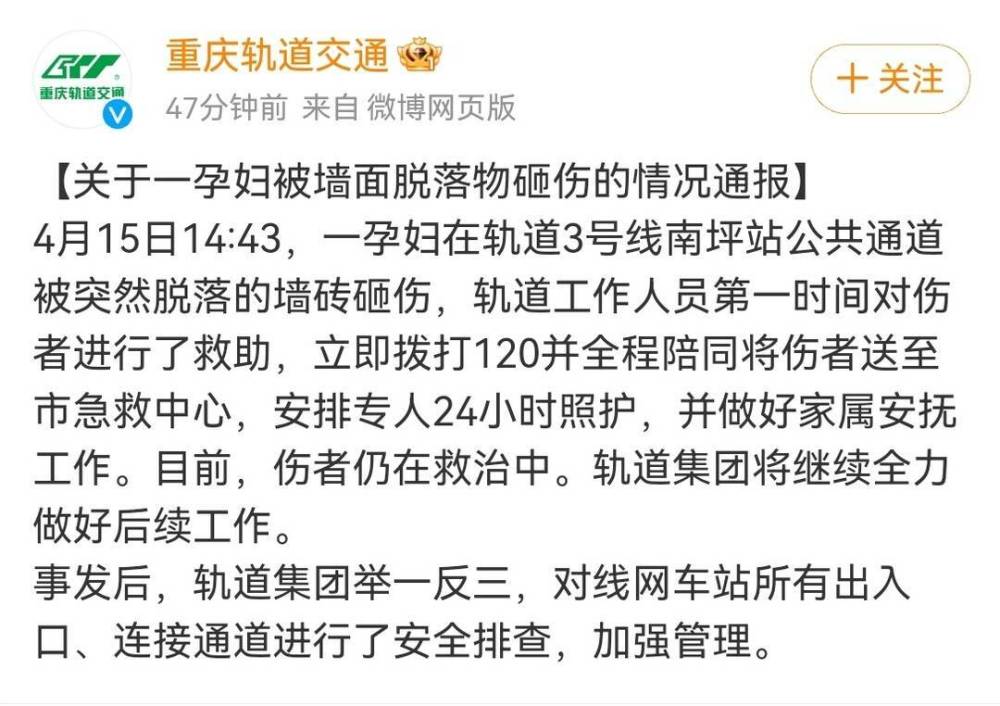 重庆轨道交通
重庆轨道交通
47分钟前 来自 微博网页版
+关注
【关于一孕妇被墙面脱落物砸伤的情况通报】
4月15日14:43，一孕妇在轨道3号线南坪站公共通道
被突然脱落的墙砖砸伤，轨道工作人员第一时间对伤
者进行了救助，立即拨打120并全程陪同将伤者送至
市急救中心，安排专人24小时照护，并做好家属安抚
工作。目前，伤者仍在救治中。轨道集团将继续全力
做好后续工作。
事发后，轨道集团举一反三，对线网车站所有出入
口、连接通道进行了安全排查，加强管理。